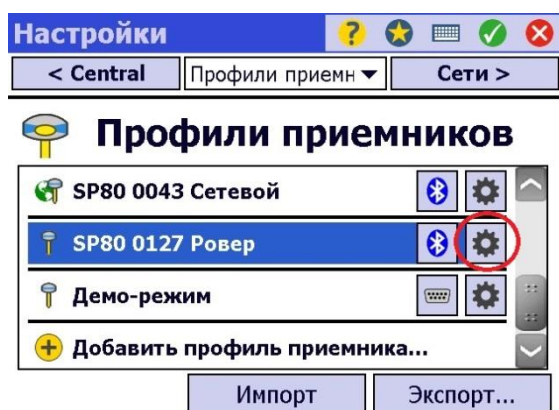 Настройки ?
< Central Профили приемн Сети >
Профили приемников
SP80 0043 Сетевой
SP80 0127 Ровер
Демо-режим
Добавить профиль приемника...
Импорт Экспорт...